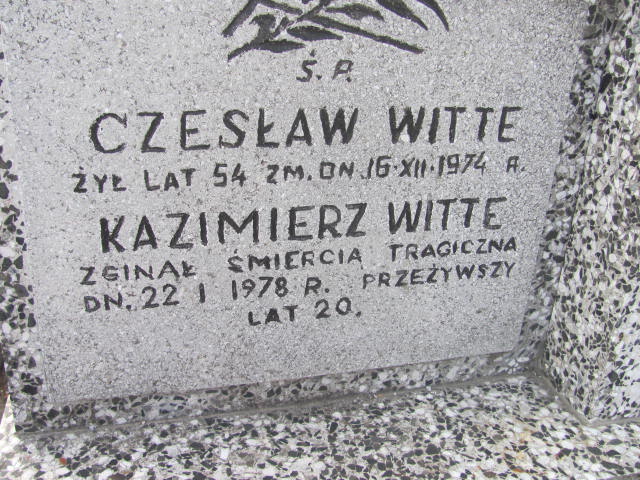 Ś. P.
CZESŁAW WITTE
ŻYŁ LAT 54 ZM. DN. 16·XII·1974 R.
KAZIMIERZ WITTE
ZGINĄŁ ŚMIERCIĄ TRAGICZNĄ
DN. 22 I 1978 R. PRZEŻYWSZY
LAT 20.